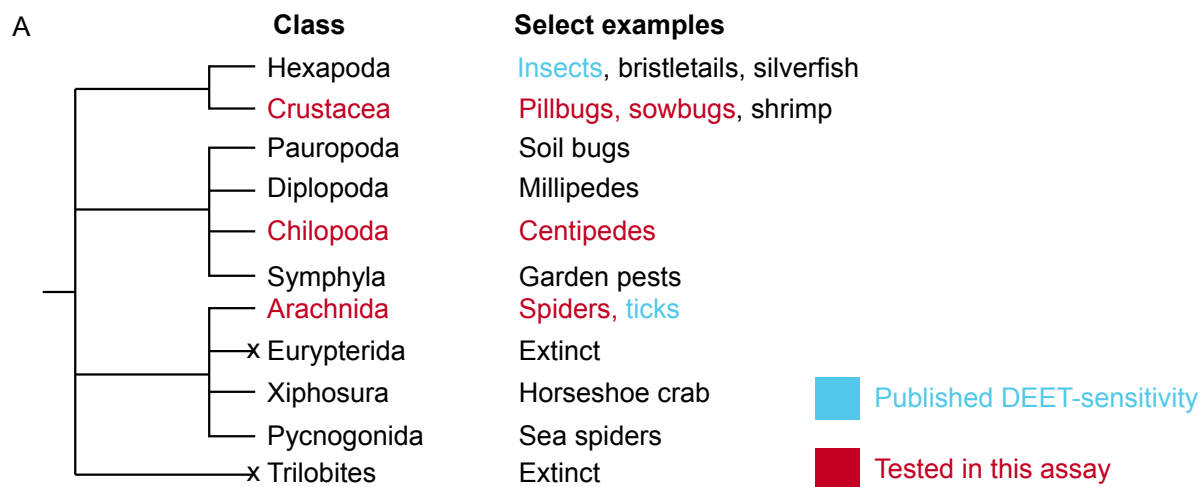 A
Class Select examples
Hexapoda Insects, bristletails, silverfish
Crustacea Pillbugs, sowbugs, shrimp
Pauropoda Soil bugs
Diplopoda Millipedes
Chilopoda Centipedes
Symphyla Garden pests
Arachnida Spiders, ticks
x Eurypterida Extinct
Xiphosura Horseshoe crab
Pycnogonida Sea spiders
x Trilobites Extinct
Published DEET-sensitivity
Tested in this assay